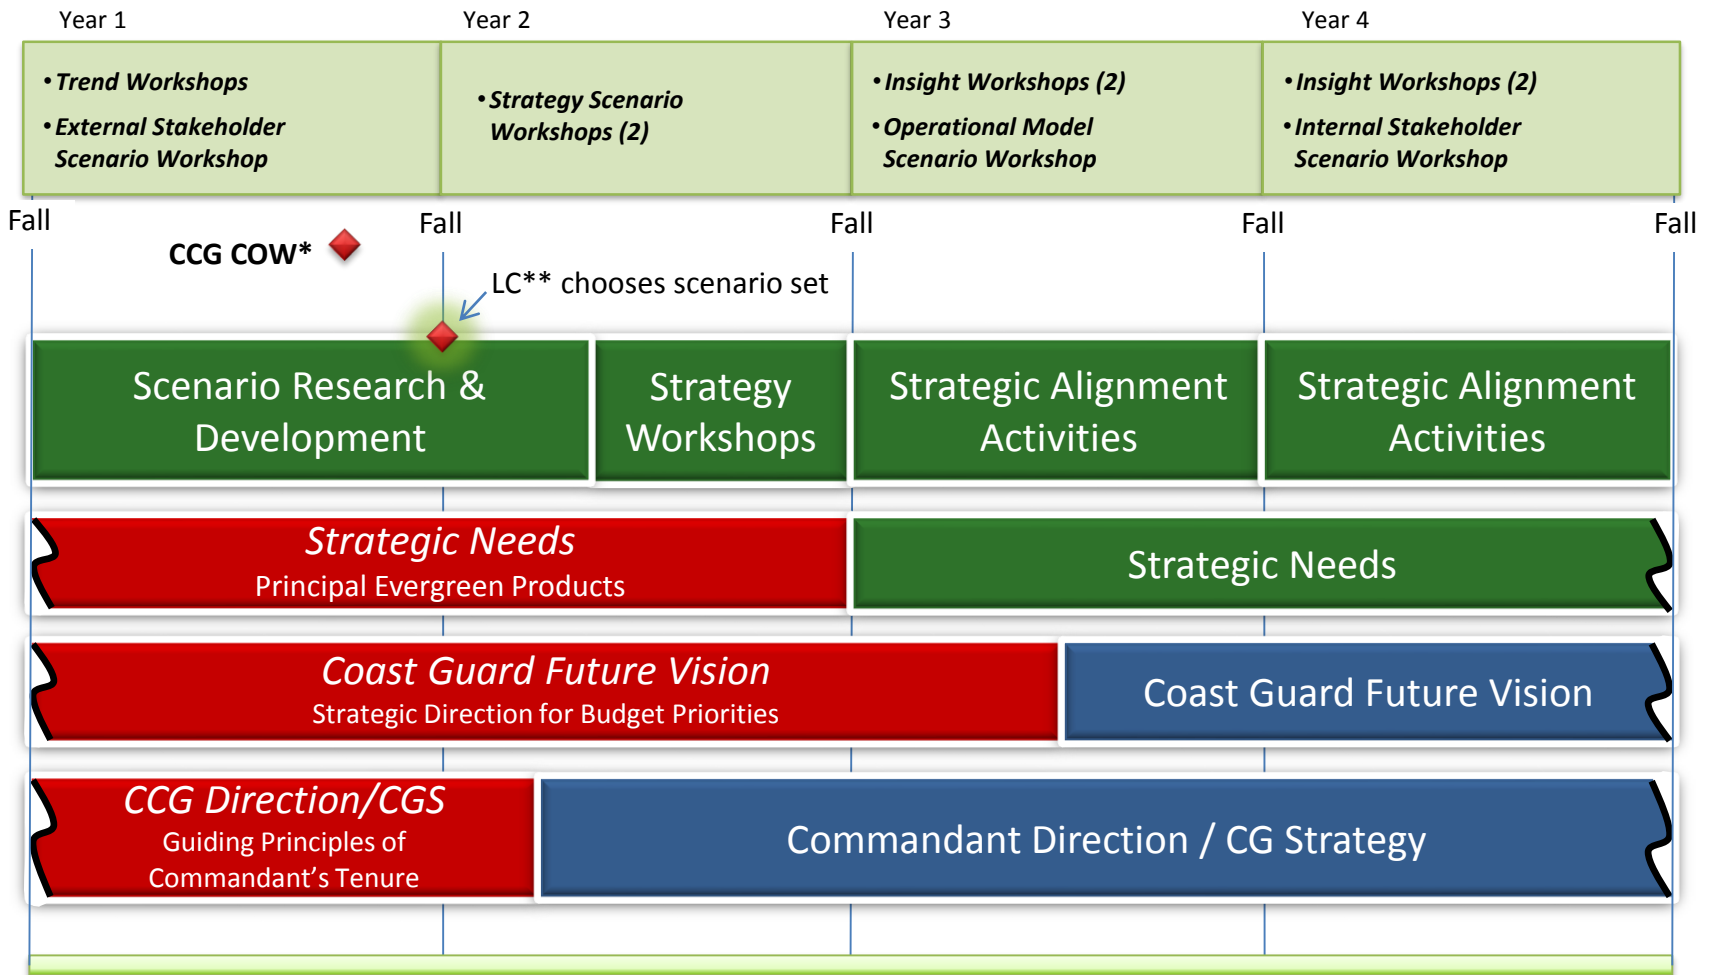 Year 1
Year 2
Year 3
Year 4
• Trend Workshops
• External Stakeholder
Scenario Workshop
• Strategy Scenario
Workshops (2)
• Insight Workshops (2)
• Operational Model
Scenario Workshop
• Insight Workshops (2)
• Internal Stakeholder
Scenario Workshop
Fall
Fall
Fall
Fall
Fall
CCG COW*
LC** chooses scenario set
Scenario Research &
Development
Strategy
Workshops
Strategic Alignment
Activities
Strategic Alignment
Activities
Strategic Needs
Principal Evergreen Products
Strategic Needs
Coast Guard Future Vision
Strategic Direction for Budget Priorities
Coast Guard Future Vision
CCG Direction/CGS
Guiding Principles of
Commandant's Tenure
Commandant Direction / CG Strategy